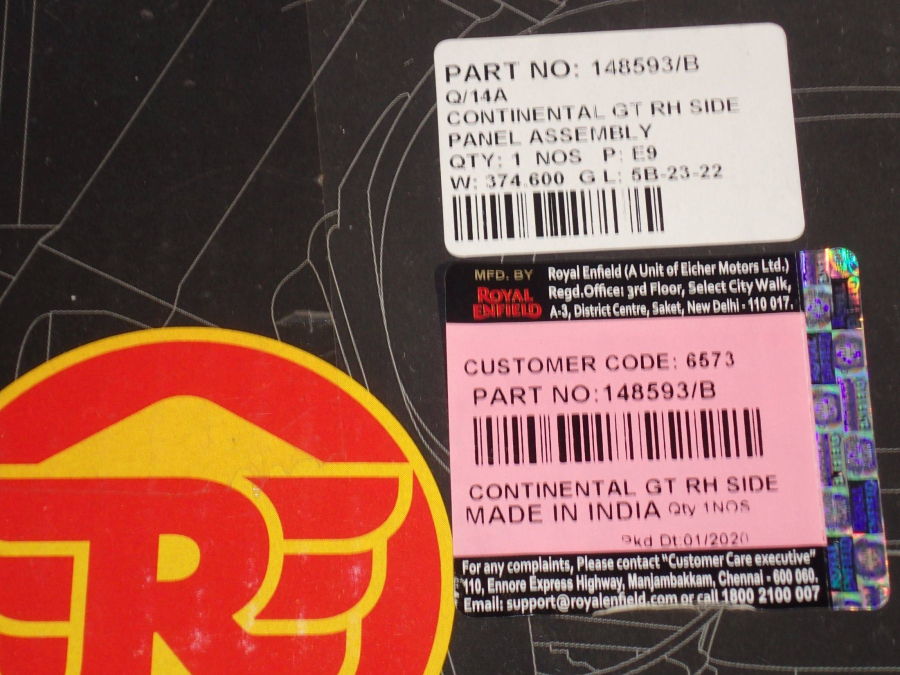 PART NO: 148593/B
Q/14A
CONTINENTAL GT RH SIDE
PANEL ASSEMBLY
QTY: 1 NOS P: E9
W: 374.600 G L: 5B-23-22
MFD. BY
ROYAL
ENFIELD
Royal Enfield (A Unit of Eicher Motors Ltd.)
Regd.Office: 3rd Floor, Select City Walk,
A-3, District Centre, Saket, New Delhi - 110 017.
CUSTOMER CODE: 6573
PART NO:148593/B
CONTINENTAL GT RH SIDE
MADE IN INDIA Qty 1NOS
Pkd Dt:01/2020
For any complaints, Please contact "Customer Care executive"
110, Ennore Express Highway, Manjambakkam, Chennai - 600 060.
Email: support@royalenfield.com or call 1800 2100 007
RE